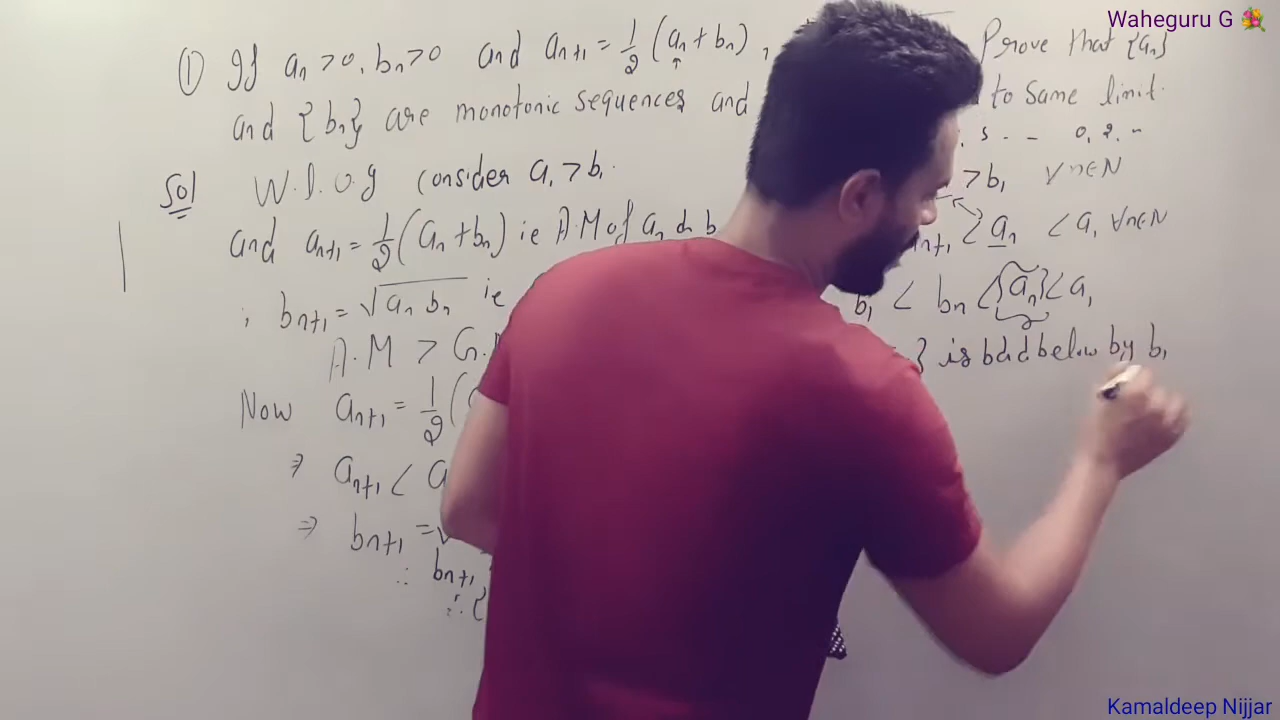 Waheguru G 💐
① If aₙ >0, bₙ>0 and aₙ₊₁ = 1/2 (aₙ + bₙ), Prove that {aₙ}
and {bₙ} are monotonic sequences and to same limit.
Sol W.l.o.g consider a₁ > b₁ > b₁ ∀ n∈N
and aₙ₊₁ = 1/2 (aₙ + bₙ) ie A.M of aₙ & b n+1 < aₙ < a₁ ∀ n∈N
; bₙ₊₁ = √aₙ bₙ ie b₁ < bₙ < {aₙ} < a₁
A.M > G. } is bdd below by b₁
Now aₙ₊₁ = 1/2 (
⇒ aₙ₊₁ < a
⇒ bₙ₊₁ = √
∴ bₙ₊₁
∴ {
Kamaldeep Nijjar